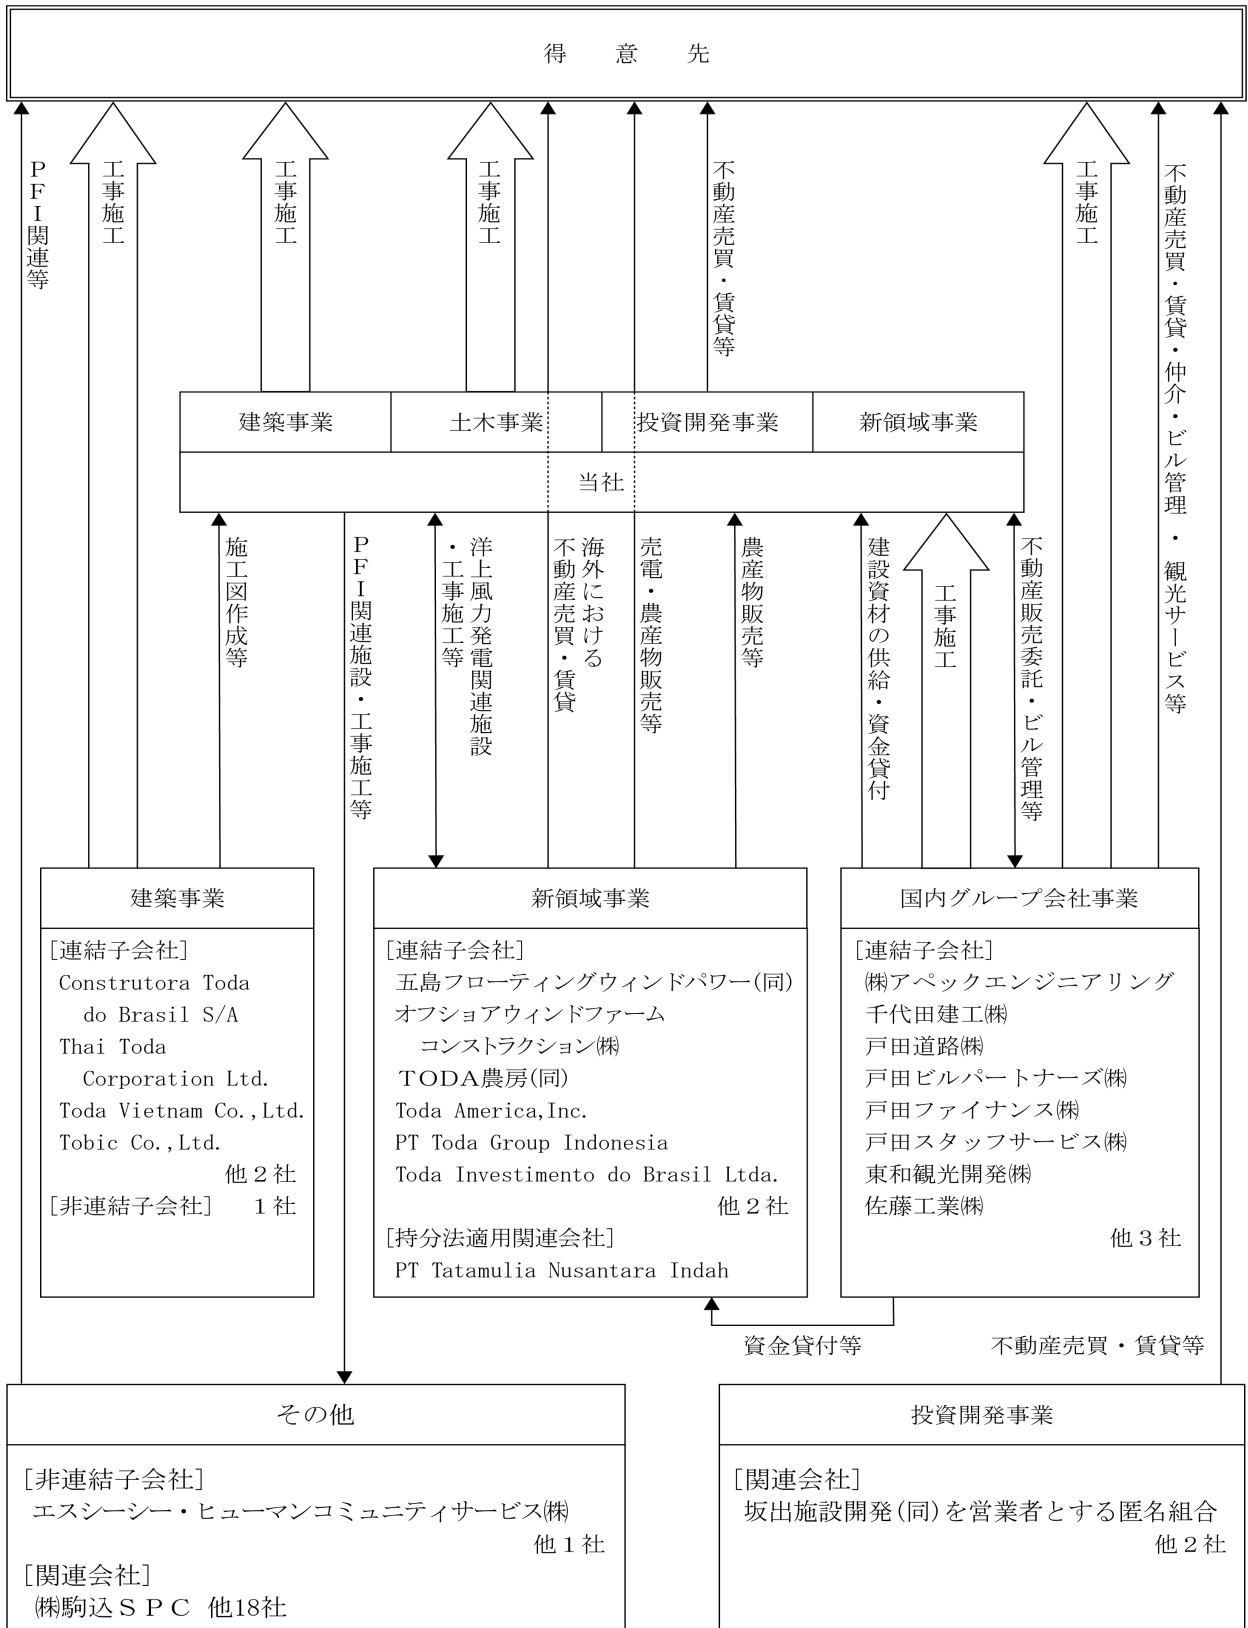 得意先
PFI関連等
工事施工
工事施工
工事施工
不動産売買・賃貸等
工事施工
不動産売買・賃貸・仲介・ビル管理・観光サービス等
建築事業
土木事業
投資開発事業
新領域事業
当社
施工図作成等
PFI関連施設・工事施工等
洋上風力発電関連施設
・工事施工等
海外における
不動産売買・賃貸
売電・農産物販売等
農産物販売等
建設資材の供給・資金貸付
工事施工
不動産販売委託・ビル管理等
建築事業
[連結子会社]
Construtora Toda
do Brasil S/A
Thai Toda
Corporation Ltd.
Toda Vietnam Co.,Ltd.
Tobic Co.,Ltd.
他2社
[非連結子会社] 1社
新領域事業
[連結子会社]
五島フローティングウィンドパワー(同)
オフショアウィンドファーム
コンストラクション㈱
TODA農房(同)
Toda America,Inc.
PT Toda Group Indonesia
Toda Investimento do Brasil Ltda.
他2社
[持分法適用関連会社]
PT Tatamulia Nusantara Indah
国内グループ会社事業
[連結子会社]
㈱アペックエンジニアリング
千代田建工㈱
戸田道路㈱
戸田ビルパートナーズ㈱
戸田ファイナンス㈱
戸田スタッフサービス㈱
東和観光開発㈱
佐藤工業㈱
他3社
資金貸付等
不動産売買・賃貸等
その他
[非連結子会社]
エスシーシー・ヒューマンコミュニティサービス㈱
他1社
[関連会社]
㈱駒込SPC 他18社
投資開発事業
[関連会社]
坂出施設開発(同)を営業者とする匿名組合
他2社